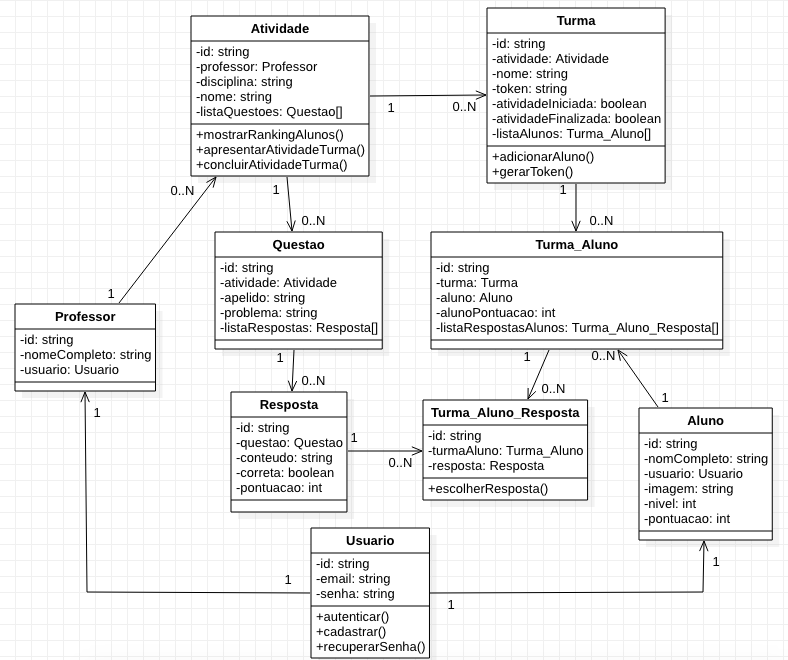 Atividade
-id: string
-professor: Professor
-disciplina: string
-nome: string
-listaQuestoes: Questao[]
+mostrarRankingAlunos()
+apresentarAtividadeTurma()
+concluirAtividadeTurma()
1
0..N
Turma
-id: string
-atividade: Atividade
-nome: string
-token: string
-atividadeIniciada: boolean
-atividadeFinalizada: boolean
-listaAlunos: Turma_Aluno[]
+adicionarAluno()
+gerarToken()
0..N
1
0..N
1
0..N
Questao
-id: string
-atividade: Atividade
-apelido: string
-problema: string
-listaRespostas: Resposta[]
Turma_Aluno
-id: string
-turma: Turma
-aluno: Aluno
-alunoPontuacao: int
-listaRespostasAlunos: Turma_Aluno_Resposta[]
1
Professor
-id: string
-nomeCompleto: string
-usuario: Usuario
1
0..N
1
0..N
0..N
1
Resposta
-id: string
-questao: Questao
-conteudo: string
-correta: boolean
-pontuacao: int
1
0..N
Turma_Aluno_Resposta
-id: string
-turmaAluno: Turma_Aluno
-resposta: Resposta
+escolherResposta()
Aluno
-id: string
-nomCompleto: string
-usuario: Usuario
-imagem: string
-nivel: int
-pontuacao: int
1
1
Usuario
-id: string
-email: string
-senha: string
+autenticar()
+cadastrar()
+recuperarSenha()
1
1